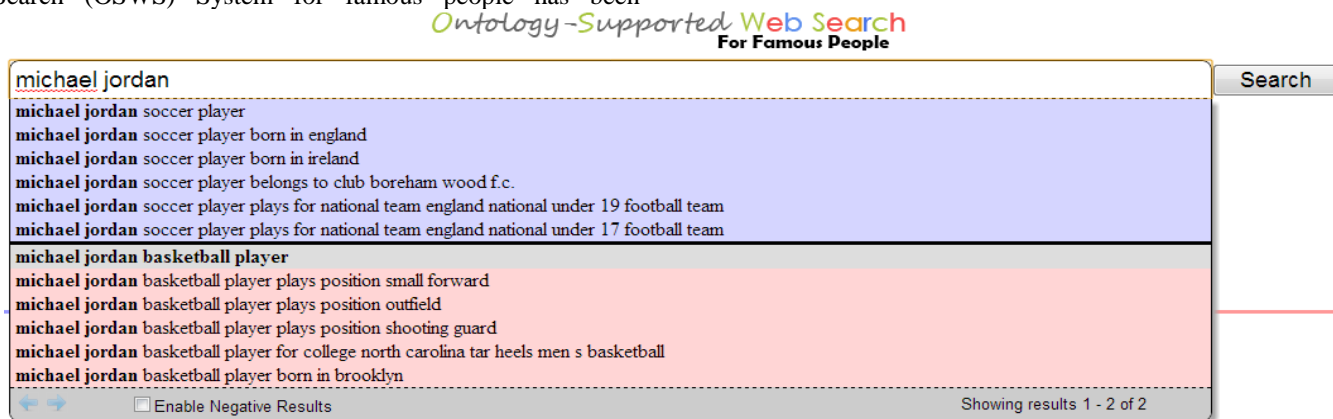 Search (OSWS) System for famous people has been
Ontology-Supported Web Search
For Famous People
michael jordan
Search
michael jordan soccer player
michael jordan soccer player born in england
michael jordan soccer player born in ireland
michael jordan soccer player belongs to club boreham wood f.c.
michael jordan soccer player plays for national team england national under 19 football team
michael jordan soccer player plays for national team england national under 17 football team
michael jordan basketball player
michael jordan basketball player plays position small forward
michael jordan basketball player plays position outfield
michael jordan basketball player plays position shooting guard
michael jordan basketball player for college north carolina tar heels men s basketball
michael jordan basketball player born in brooklyn
Enable Negative Results
Showing results 1 - 2 of 2